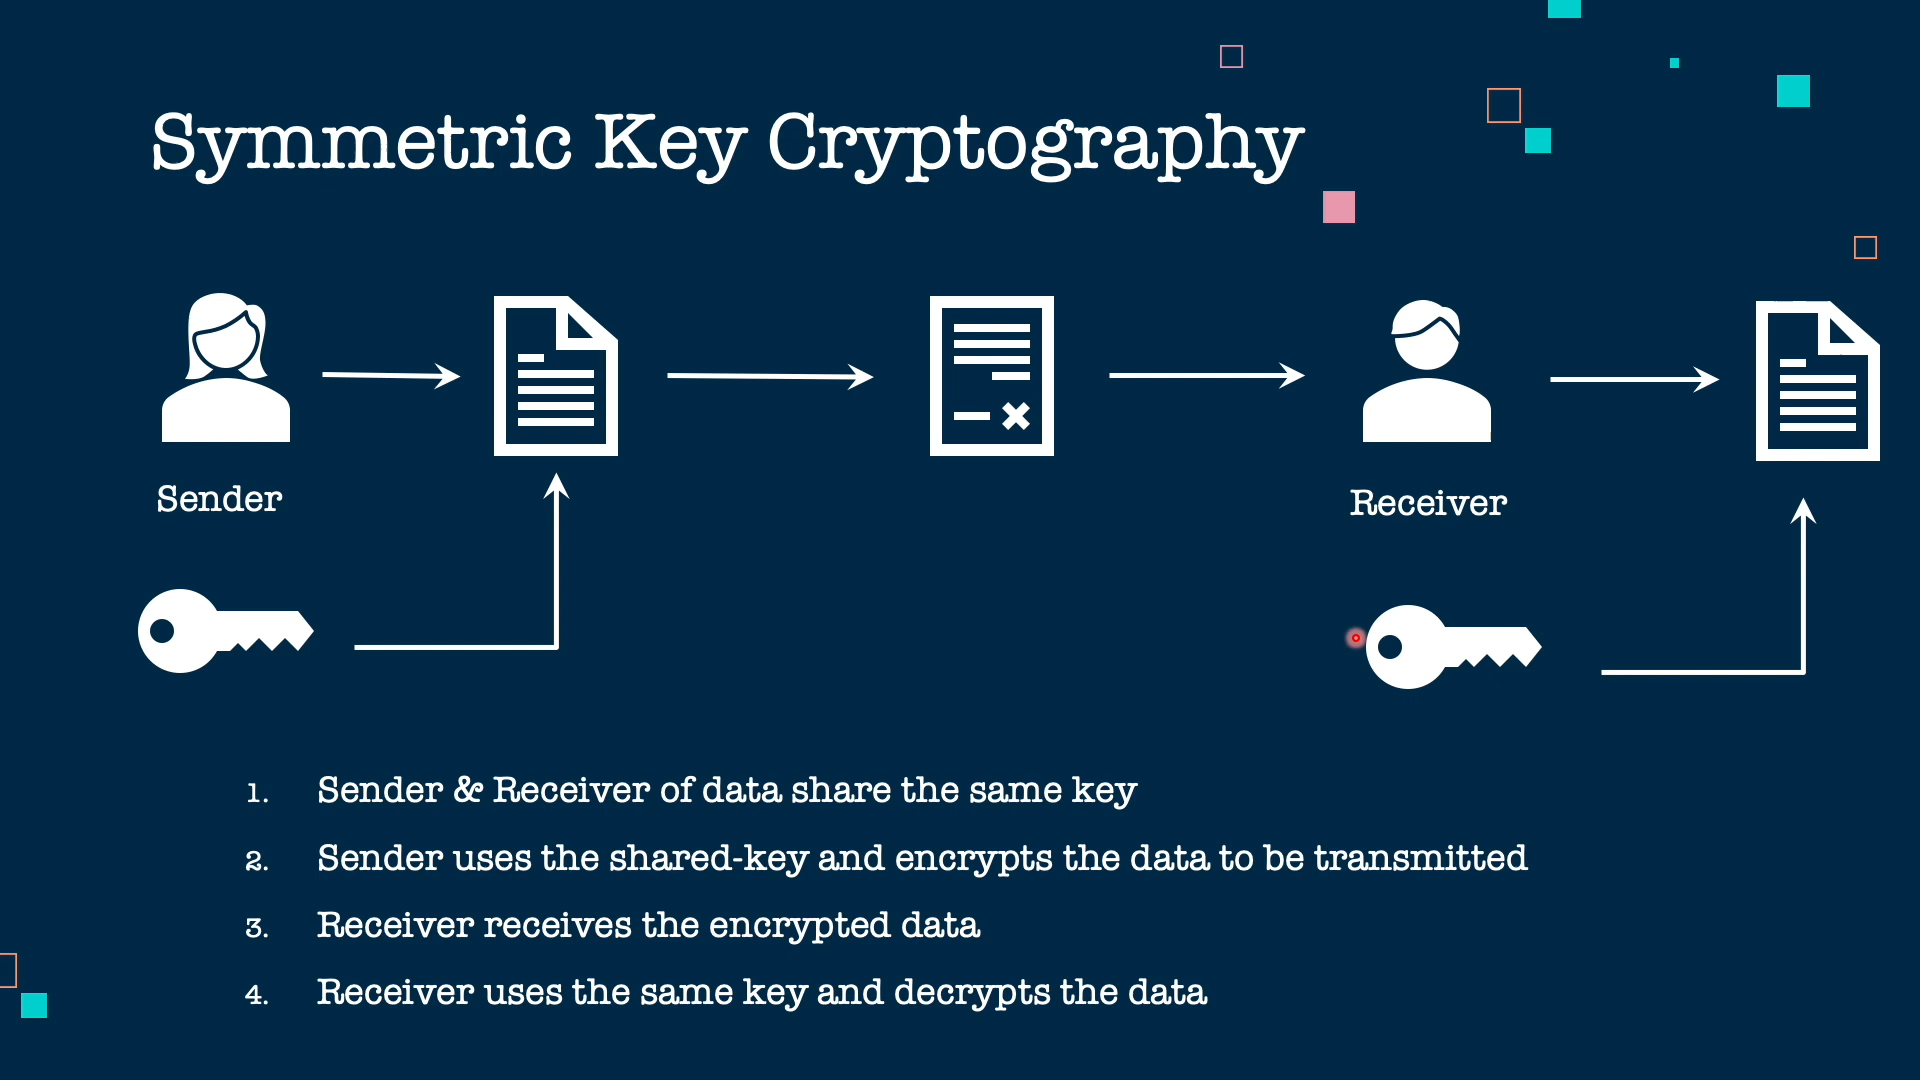 Symmetric Key Cryptography
Sender
Receiver
1. Sender & Receiver of data share the same key
2. Sender uses the shared-key and encrypts the data to be transmitted
3. Receiver receives the encrypted data
4. Receiver uses the same key and decrypts the data